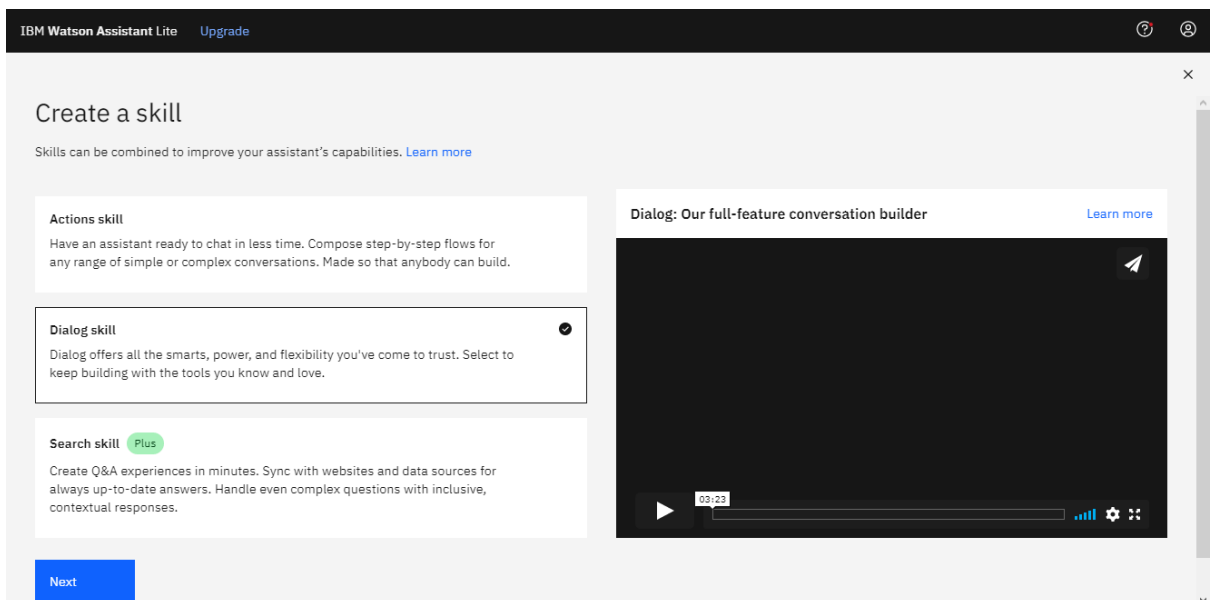 IBM Watson Assistant Lite Upgrade
Create a skill
Skills can be combined to improve your assistant's capabilities. Learn more
Actions skill
Have an assistant ready to chat in less time. Compose step-by-step flows for
any range of simple or complex conversations. Made so that anybody can build.
Dialog skill
Dialog offers all the smarts, power, and flexibility you've come to trust. Select to
keep building with the tools you know and love.
Search skill Plus
Create Q&A experiences in minutes. Sync with websites and data sources for
always up-to-date answers. Handle even complex questions with inclusive,
contextual responses.
Next
Dialog: Our full-feature conversation builder Learn more
03:23